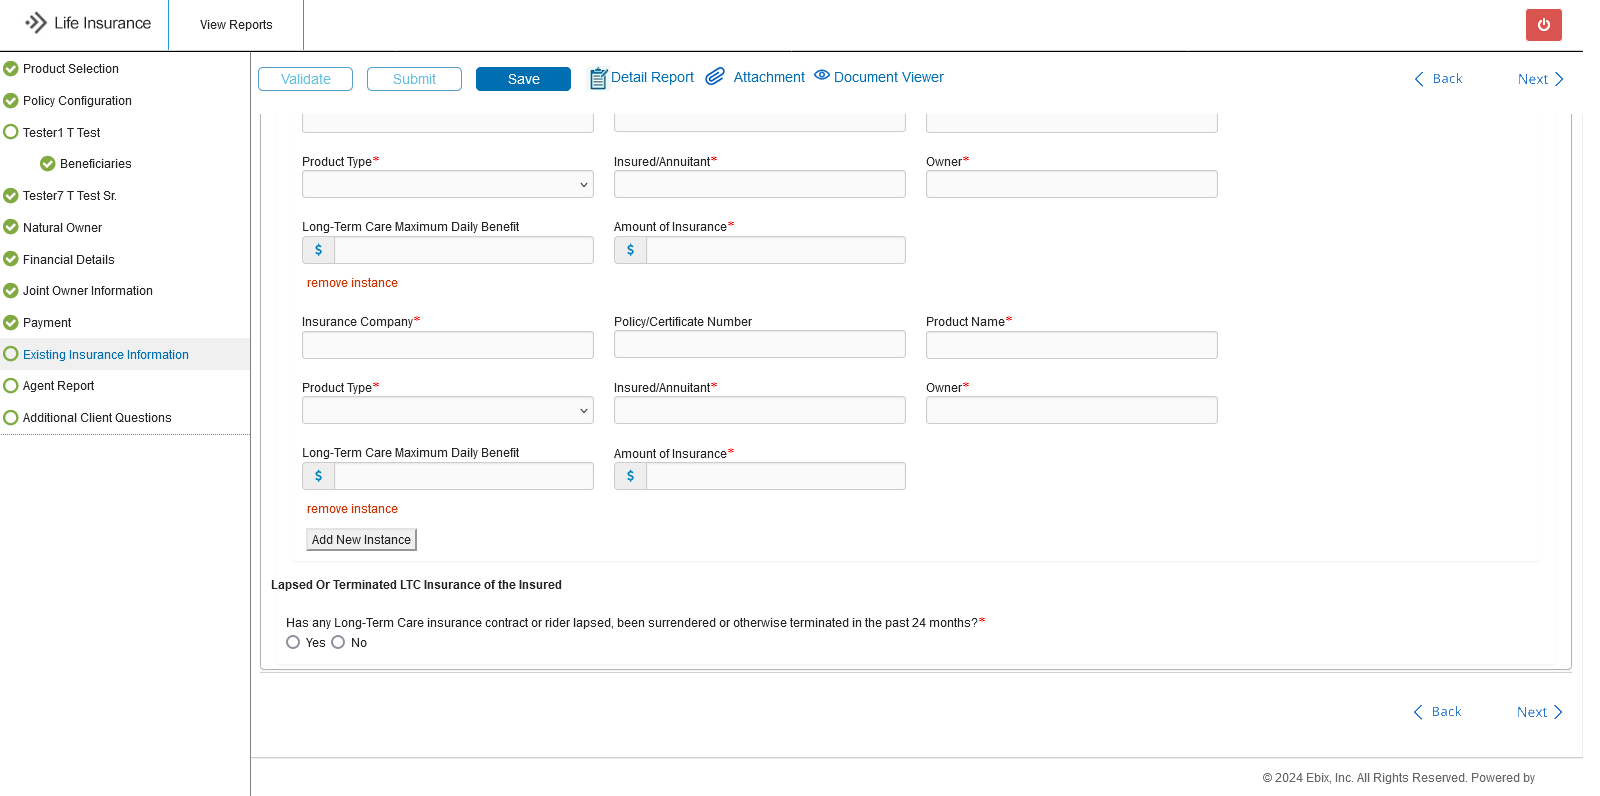 Life Insurance
View Reports
Product Selection
Policy Configuration
Tester1 T Test
Beneficiaries
Tester7 T Test Sr.
Natural Owner
Financial Details
Joint Owner Information
Payment
Existing Insurance Information
Agent Report
Additional Client Questions
Validate Submit Save Detail Report Attachment Document Viewer Back Next
Product Type* Insured/Annuitant* Owner*
Long-Term Care Maximum Daily Benefit Amount of Insurance*
$ $
remove instance
Insurance Company* Policy/Certificate Number Product Name*
Product Type* Insured/Annuitant* Owner*
Long-Term Care Maximum Daily Benefit Amount of Insurance*
$ $
remove instance
Add New Instance
Lapsed Or Terminated LTC Insurance of the Insured
Has any Long-Term Care insurance contract or rider lapsed, been surrendered or otherwise terminated in the past 24 months?*
Yes No
Back Next
© 2024 Ebix, Inc. All Rights Reserved. Powered by